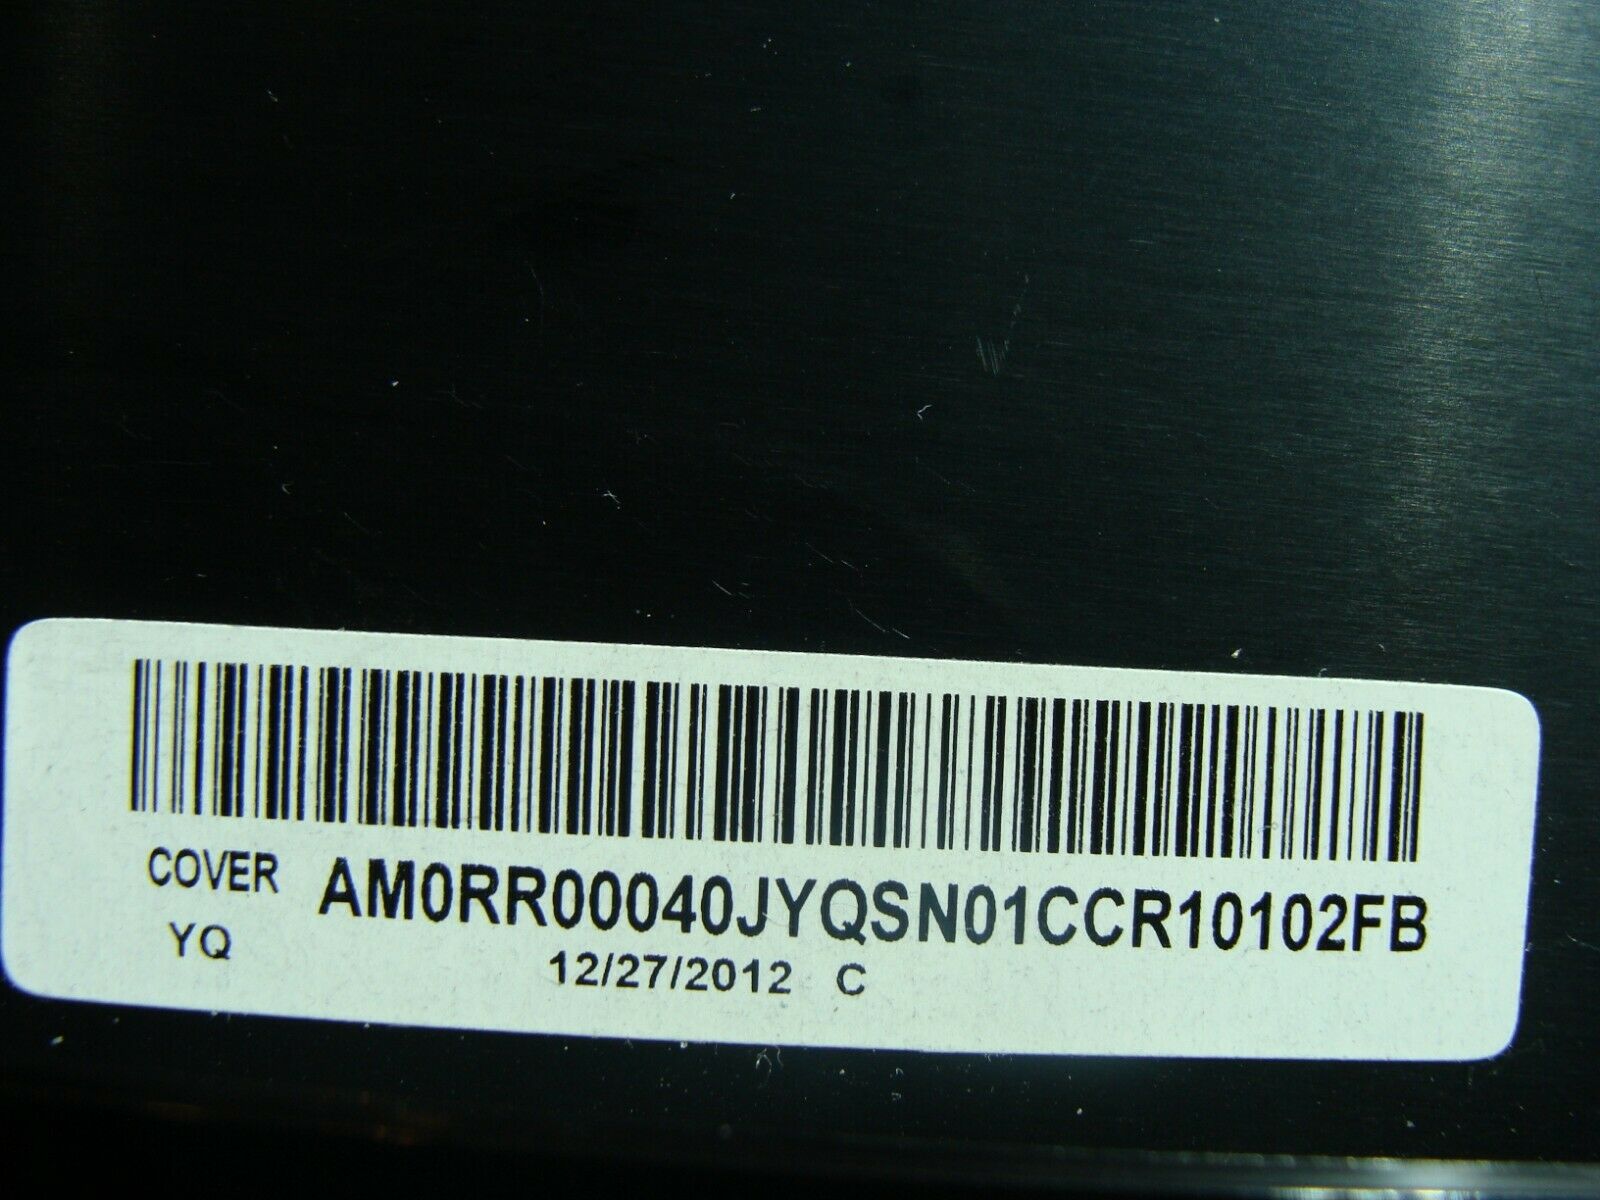 COVER AM0RR00040JYQSN01CCR10102FB
YQ 12/27/2012 C